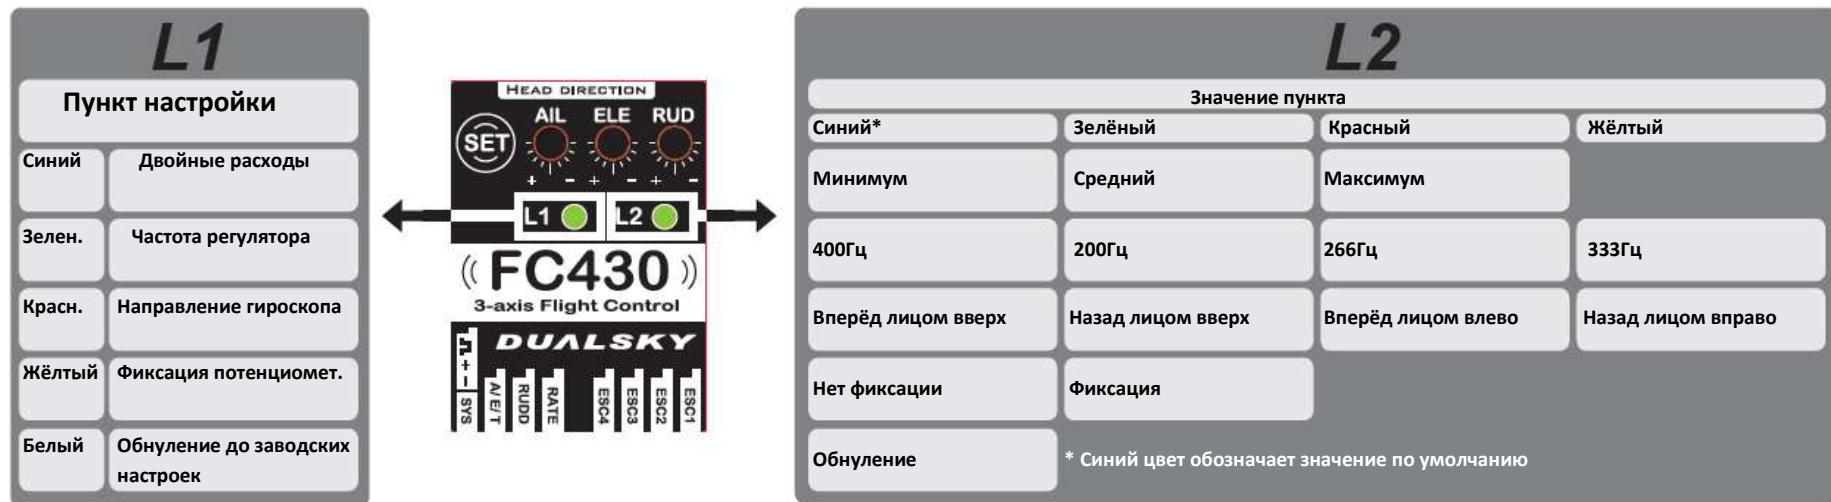 L1
Пункт настройки
Синий Двойные расходы
Зелен. Частота регулятора
Красн. Направление гироскопа
Жёлтый Фиксация потенциомет.
Белый Обнуление до заводских
настроек
HEAD DIRECTION
SET AIL ELE RUD
+ - + - + -
L1 L2
FC430
3-axis Flight Control
DUALSKY
+ -
SYS A/E/T RUDD RATE ESC4 ESC3 ESC2 ESC1
L2
Значение пункта
Синий* Зелёный Красный Жёлтый
Минимум Средний Максимум
400Гц 200Гц 266Гц 333Гц
Вперёд лицом вверх Назад лицом вверх Вперёд лицом влево Назад лицом вправо
Нет фиксации Фиксация
Обнуление * Синий цвет обозначает значение по умолчанию